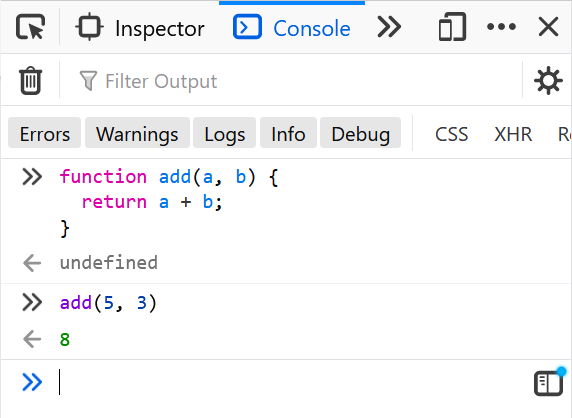 Inspector Console
Filter Output
Errors Warnings Logs Info Debug CSS XHR
function add(a, b) {
  return a + b;
}
undefined
add(5, 3)
8